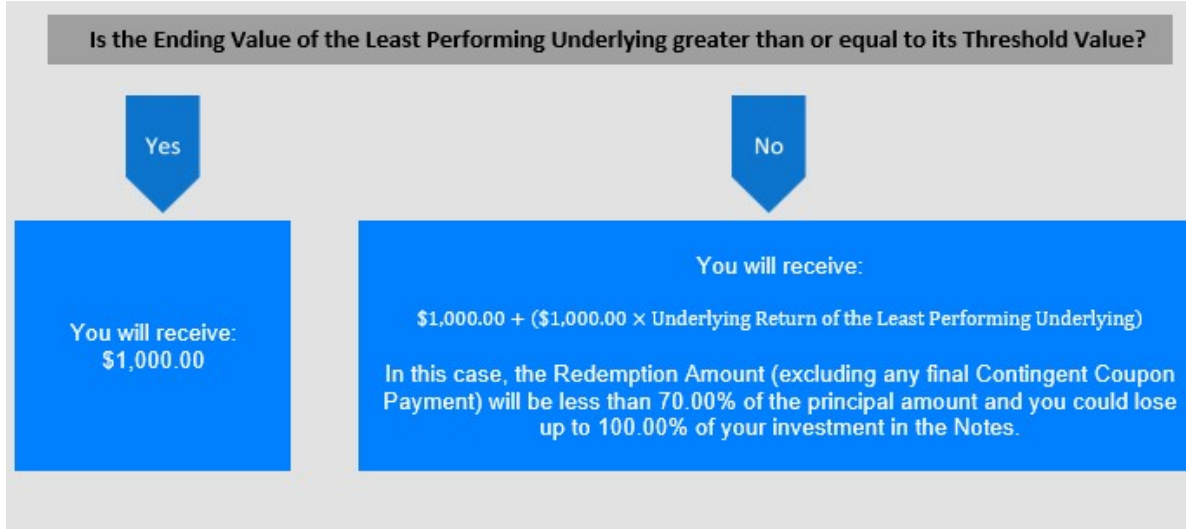 Is the Ending Value of the Least Performing Underlying greater than or equal to its Threshold Value?
Yes
No
You will receive:
$1,000.00
You will receive:
$1,000.00 + ($1,000.00 × Underlying Return of the Least Performing Underlying)
In this case, the Redemption Amount (excluding any final Contingent Coupon
Payment) will be less than 70.00% of the principal amount and you could lose
up to 100.00% of your investment in the Notes.